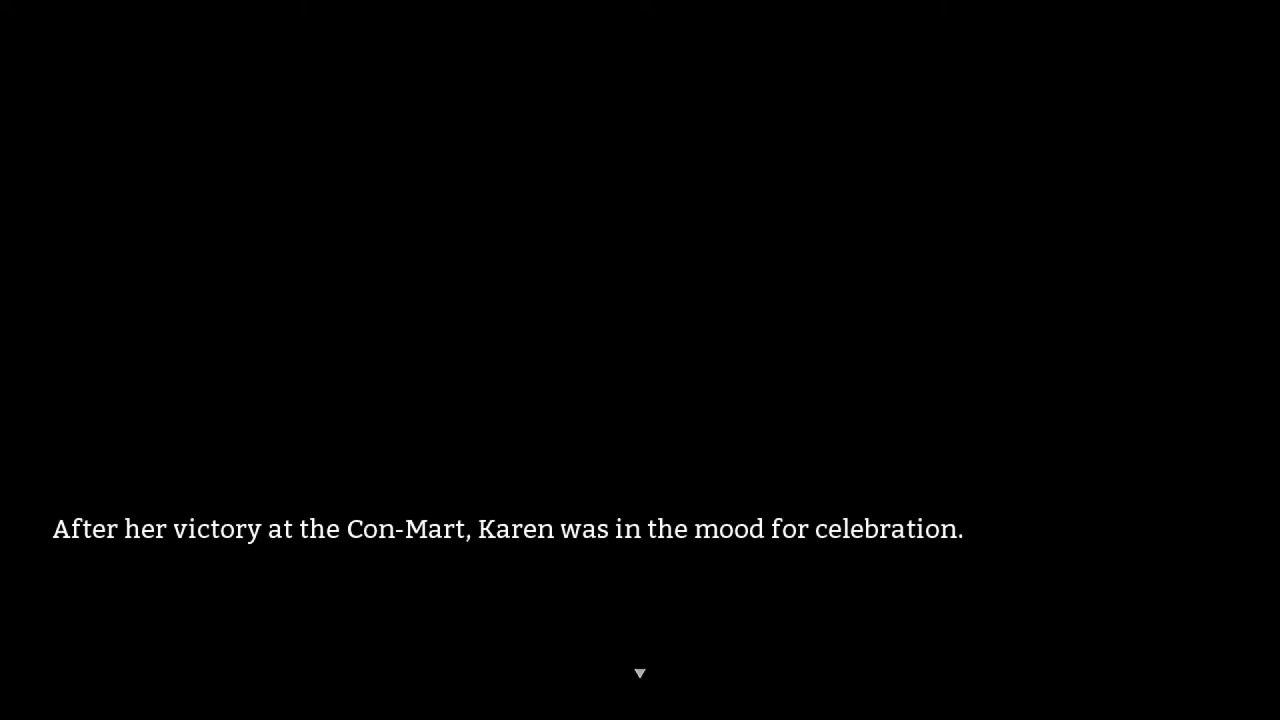 After her victory at the Con-Mart, Karen was in the mood for celebration.